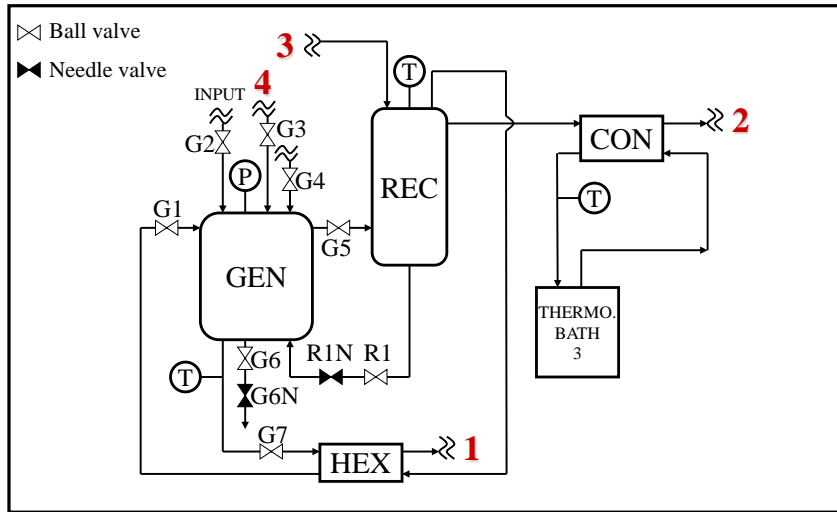 Ball valve
Needle valve
3
4
INPUT
G2
G3
G4
T
P
REC
CON
2
T
G1
G5
GEN
THERMO.
BATH
3
R1N
R1
G6
T
G6N
G7
HEX
1